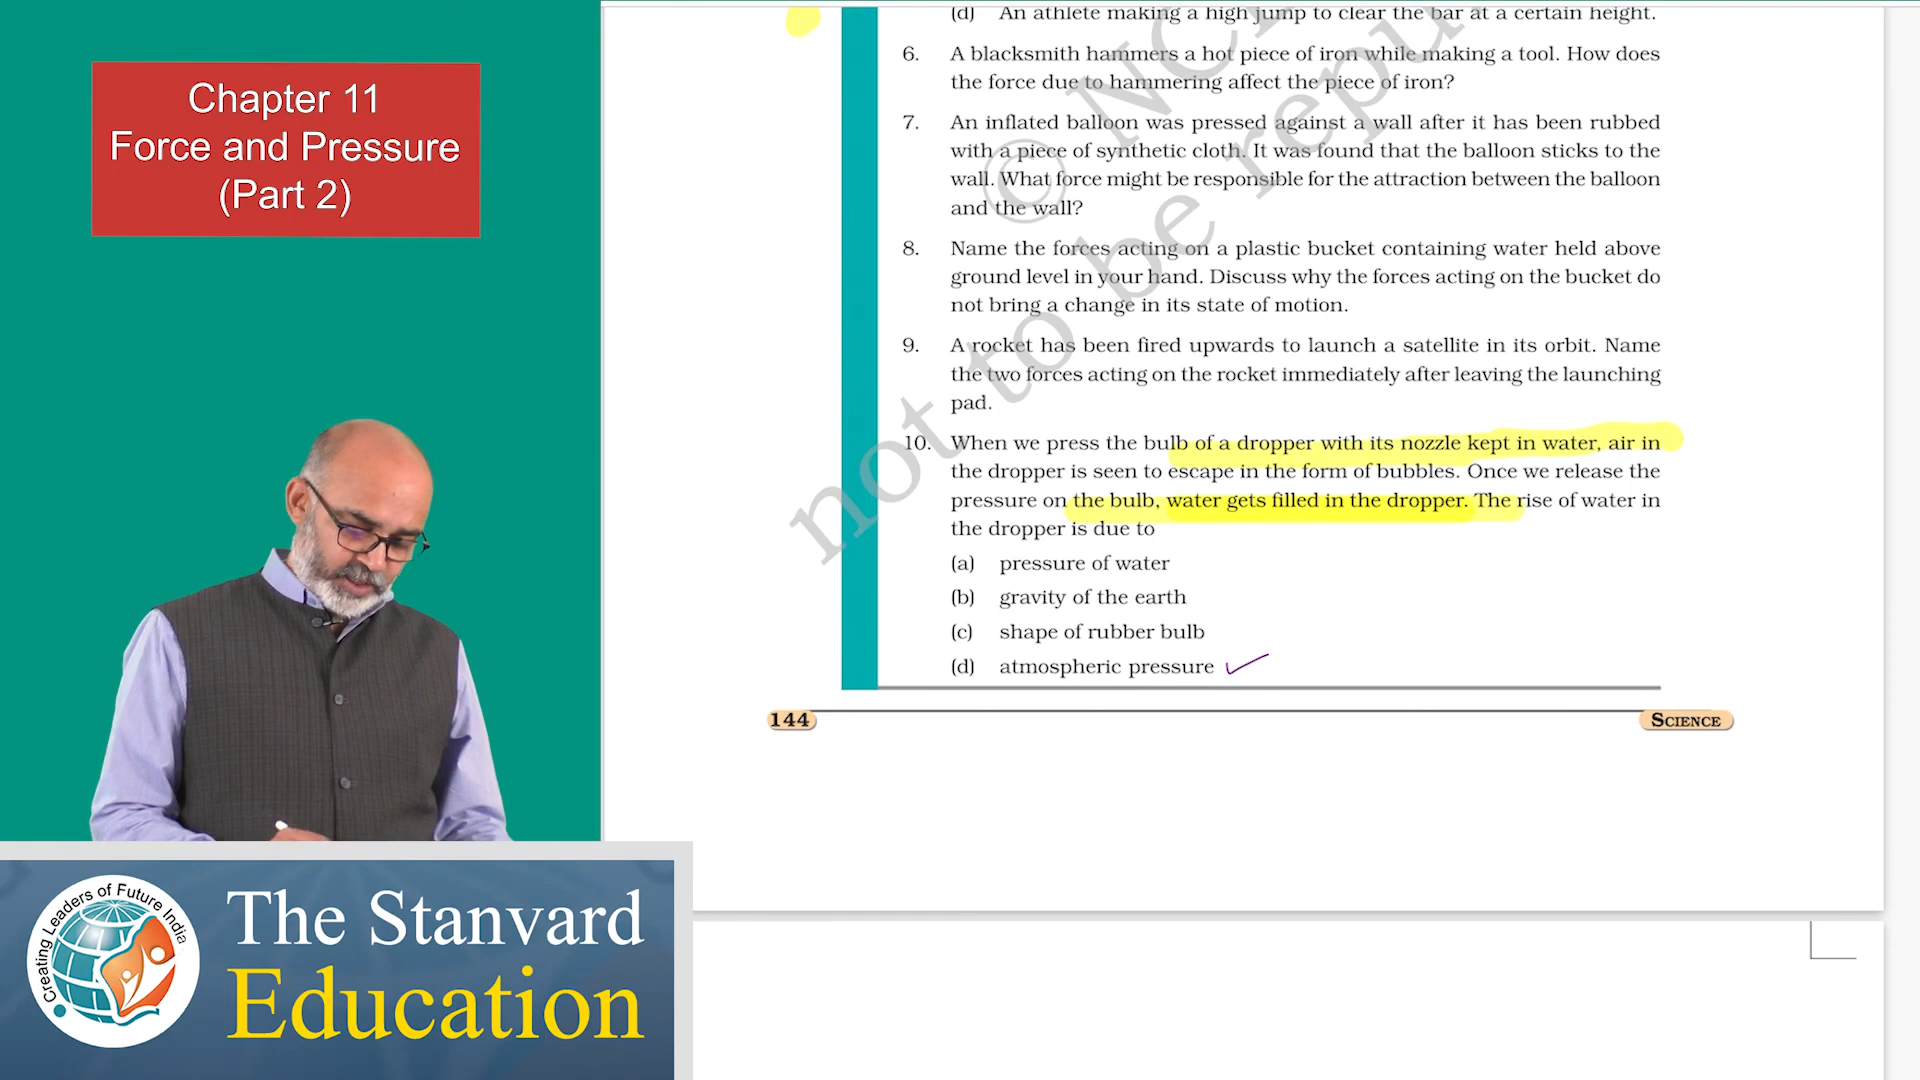 Chapter 11
Force and Pressure
(Part 2)
(d) An athlete making a high jump to clear the bar at a certain height.
6. A blacksmith hammers a hot piece of iron while making a tool. How does
the force due to hammering affect the piece of iron?
7. An inflated balloon was pressed against a wall after it has been rubbed
with a piece of synthetic cloth. It was found that the balloon sticks to the
wall. What force might be responsible for the attraction between the balloon
and the wall?
8. Name the forces acting on a plastic bucket containing water held above
ground level in your hand. Discuss why the forces acting on the bucket do
not bring a change in its state of motion.
9. A rocket has been fired upwards to launch a satellite in its orbit. Name
the two forces acting on the rocket immediately after leaving the launching
pad.
10. When we press the bulb of a dropper with its nozzle kept in water, air in
the dropper is seen to escape in the form of bubbles. Once we release the
pressure on the bulb, water gets filled in the dropper. The rise of water in
the dropper is due to
(a) pressure of water
(b) gravity of the earth
(c) shape of rubber bulb
(d) atmospheric pressure
144
SCIENCE
not to be
Creating Leaders of Future India
The Stanvard
Education